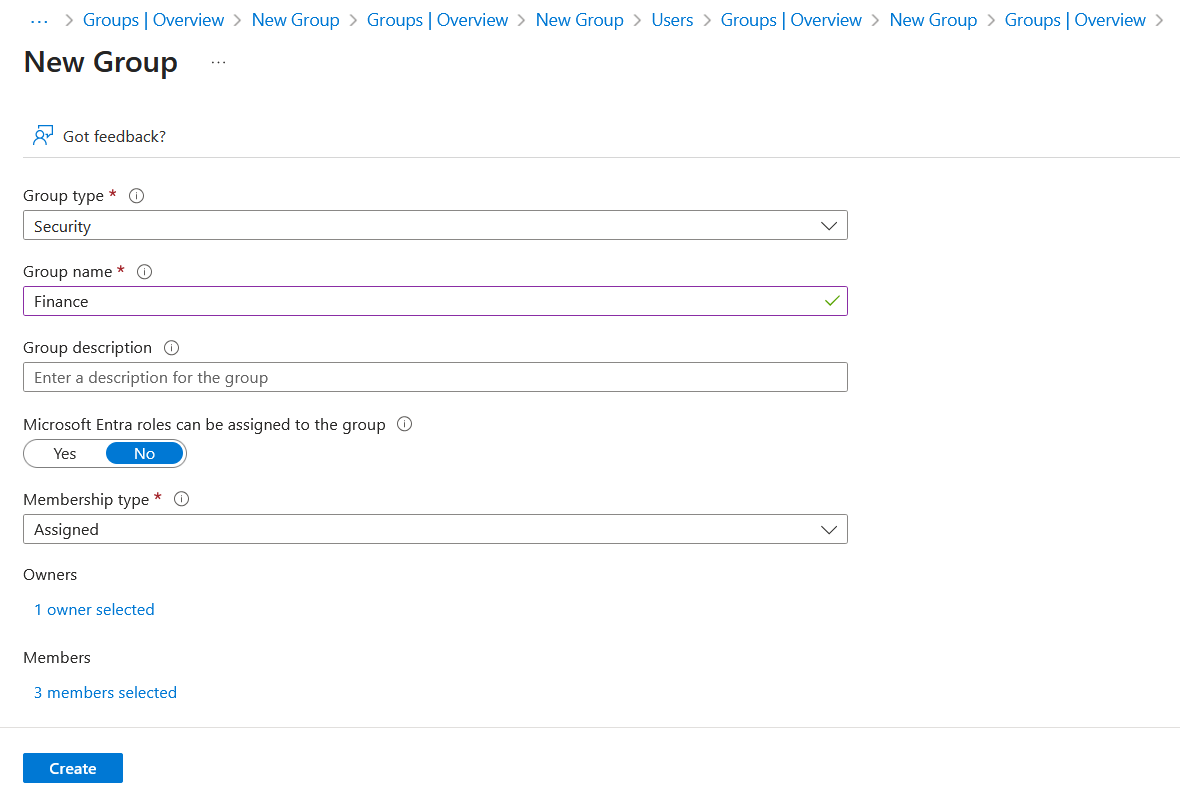 ... > Groups | Overview > New Group > Groups | Overview > New Group > Users > Groups | Overview > New Group > Groups | Overview >
New Group ...
Got feedback?
Group type *
Security
Group name *
Finance
Group description
Enter a description for the group
Microsoft Entra roles can be assigned to the group
Yes No
Membership type *
Assigned
Owners
1 owner selected
Members
3 members selected
Create